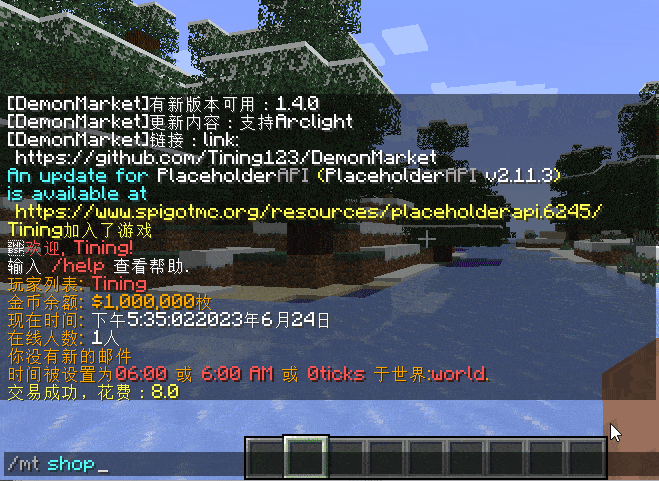 [DemonMarket]有新版本可用：1.4.0
[DemonMarket]更新内容：支持Arclight
[DemonMarket]链接：link:
https://github.com/Tining123/DemonMarket
An update for PlaceholderAPI (PlaceholderAPI v2.11.3)
is available at
https://www.spigotmc.org/resources/placeholderapi.6245/
Tining加入了游戏
欢迎, Tining!
输入 /help 查看帮助.
玩家列表: Tining
金币余额: $1,000,000枚
现在时间: 下午5:35:022023年6月24日
在线人数: 1人
你没有新的邮件
时间被设置为06:00 或 6:00 AM 或 0ticks 于世界:world.
交易成功，花费：8.0
/mt shop_